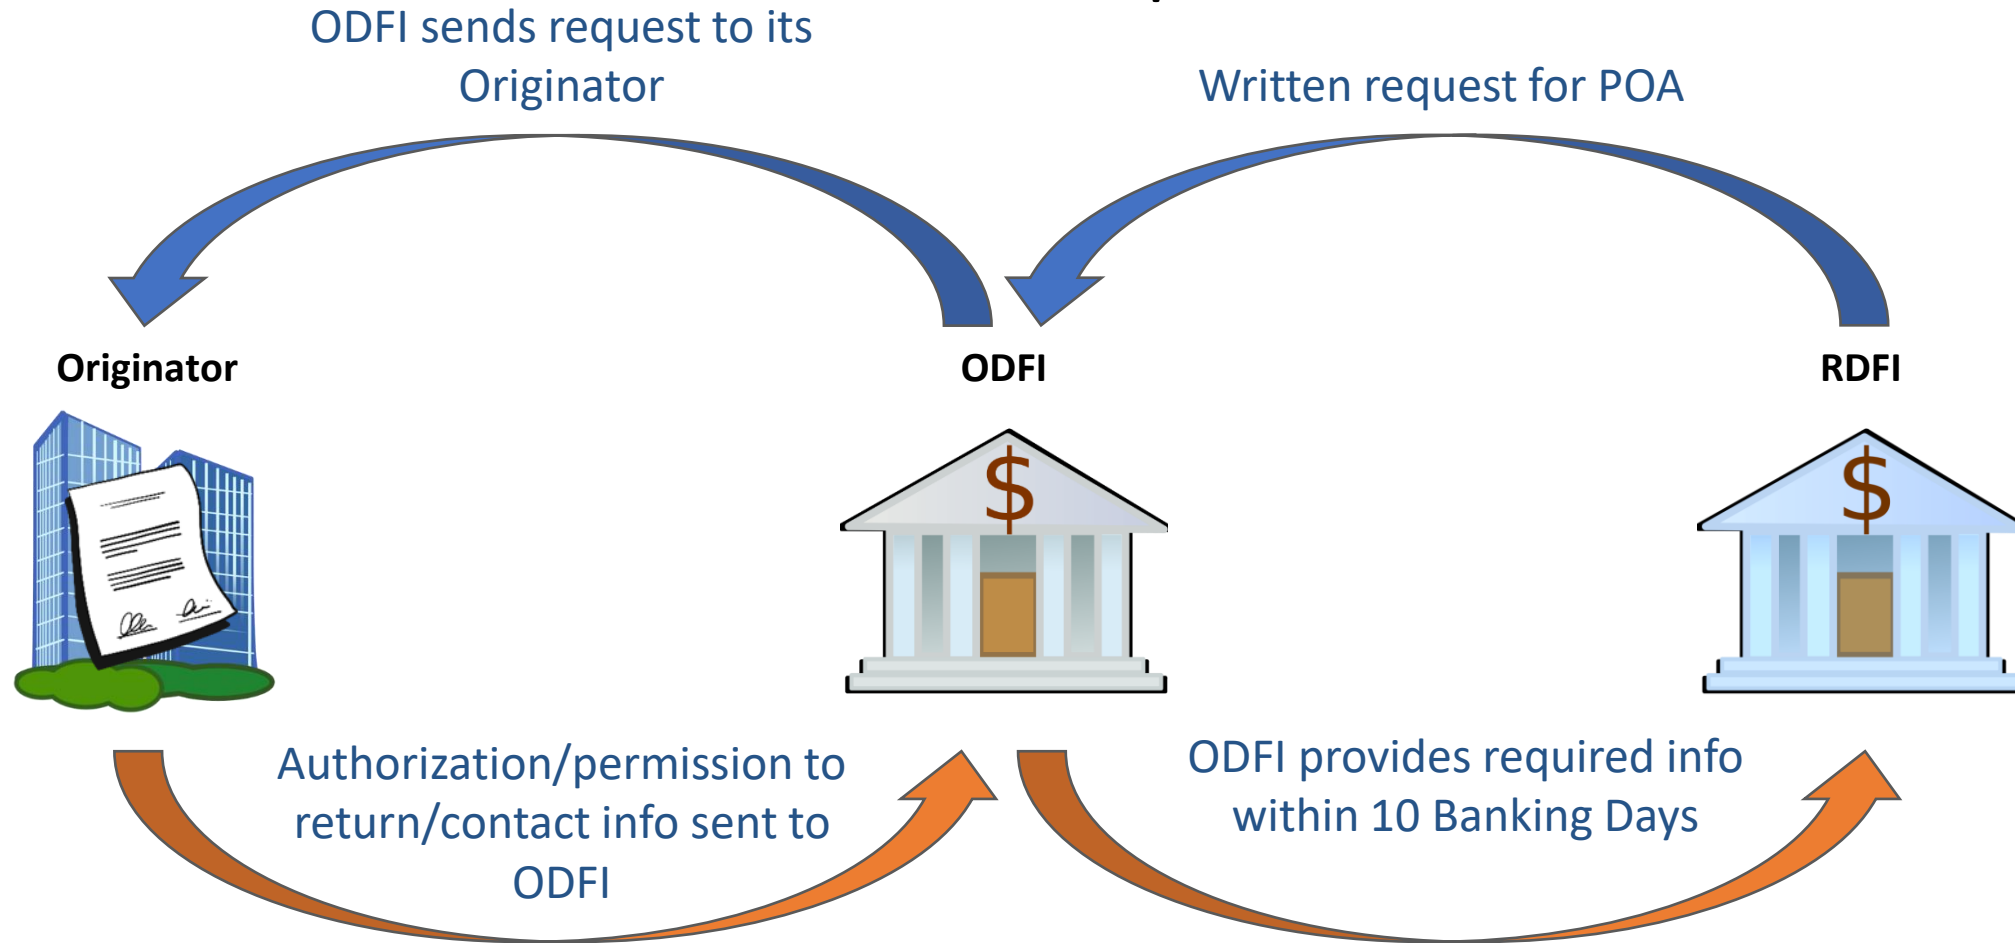 ODFI sends request to its
Originator
Written request for POA
Originator
ODFI
RDFI
$
$
Authorization/permission to
return/contact info sent to
ODFI
ODFI provides required info
within 10 Banking Days